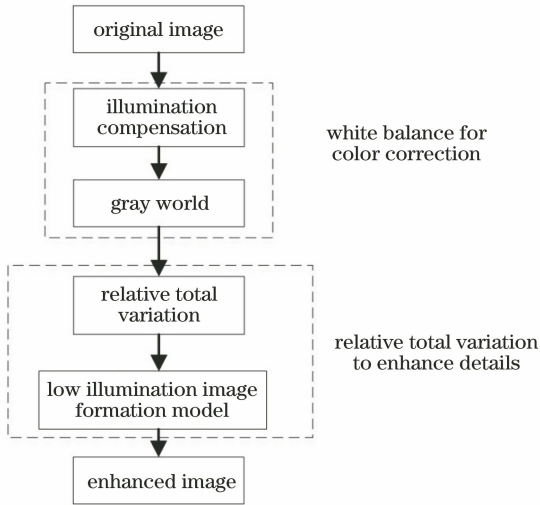 original image
illumination
compensation
white balance for
color correction
gray world
relative total
variation
relative total variation
to enhance details
low illumination image
formation model
enhanced image